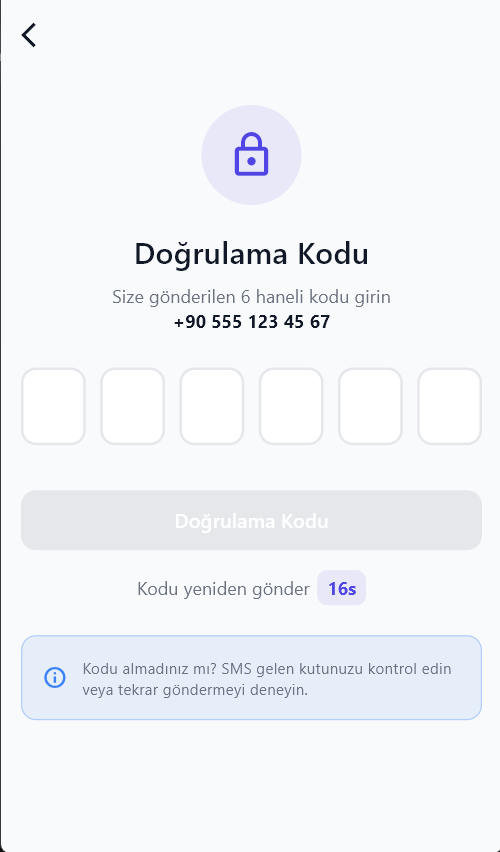 Doğrulama Kodu
Size gönderilen 6 haneli kodu girin
+90 555 123 45 67
Doğrulama Kodu
Kodu yeniden gönder 16s
Kodu almadınız mı? SMS gelen kutunuzu kontrol edin
veya tekrar göndermeyi deneyin.